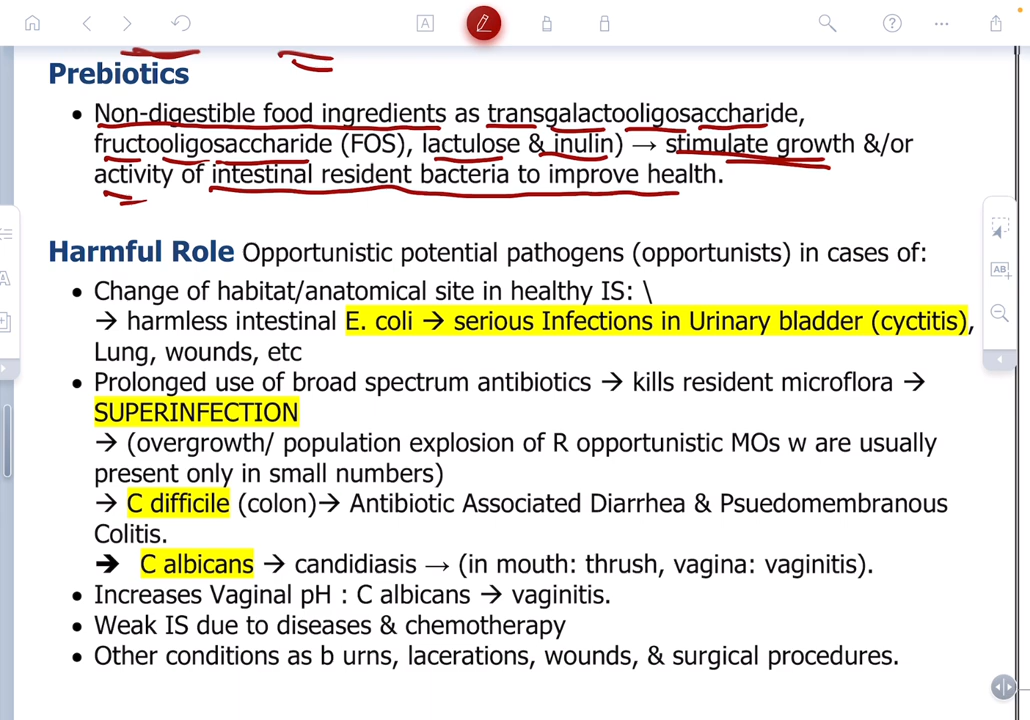 Prebiotics
• Non-digestible food ingredients as transgalactooligosaccharide,
fructooligosaccharide (FOS), lactulose & inulin) → stimulate growth &/or
activity of intestinal resident bacteria to improve health.
Harmful Role Opportunistic potential pathogens (opportunists) in cases of:
• Change of habitat/anatomical site in healthy IS: \
→ harmless intestinal E. coli → serious Infections in Urinary bladder (cyctitis),
Lung, wounds, etc
• Prolonged use of broad spectrum antibiotics → kills resident microflora →
SUPERINFECTION
→ (overgrowth/ population explosion of R opportunistic MOs w are usually
present only in small numbers)
→ C difficile (colon)→ Antibiotic Associated Diarrhea & Psuedomembranous
Colitis.
➔ C albicans → candidiasis → (in mouth: thrush, vagina: vaginitis).
• Increases Vaginal pH : C albicans → vaginitis.
• Weak IS due to diseases & chemotherapy
• Other conditions as b urns, lacerations, wounds, & surgical procedures.